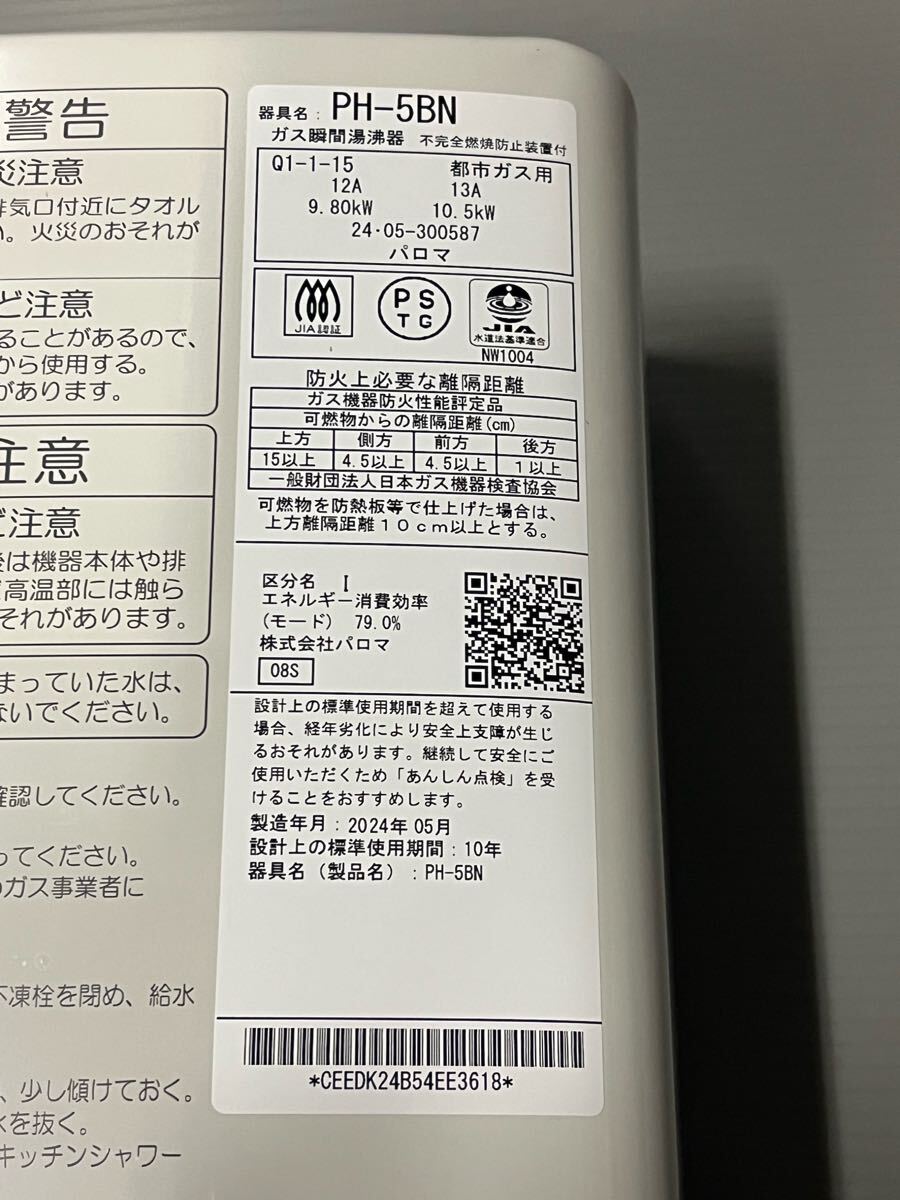 警告
災注意
排気口付近にタオル
い。火災のおそれが
ど注意
ることがあるので、
から使用する。
があります。
注意
ど注意
後は機器本体や排
高温部には触ら
それがあります。
まっていた水は、
ないでください。
確認してください。
ってください。
のガス事業者に
不凍栓を閉め、給水
、少し傾けておく。
水を抜く。
キッチンシャワー
器具名: PH-5BN
ガス瞬間湯沸器 不完全燃焼防止装置付
Q1-1-15 都市ガス用
12A 13A
9.80kW 10.5kW
24・05-300587
パロマ
JIA認証
PS
TG
JIA
水道法基準適合
NW1004
防火上必要な離隔距離
ガス機器防火性能評定品
可燃物からの離隔距離(cm)
上方 側方 前方 後方
15以上 4.5以上 4.5以上 1以上
一般財団法人日本ガス機器検査協会
可燃物を防熱板等で仕上げた場合は、
上方離隔距離10cm以上とする。
区分名 I
エネルギー消費効率
(モード) 79.0%
株式会社パロマ
08S
設計上の標準使用期間を超えて使用する
場合、経年劣化により安全上支障が生じ
るおそれがあります。継続して安全にご
使用いただくため「あんしん点検」を受
けることをおすすめします。
製造年月:2024年05月
設計上の標準使用期間:10年
器具名(製品名):PH-5BN
*CEEDK24B54EE3618*